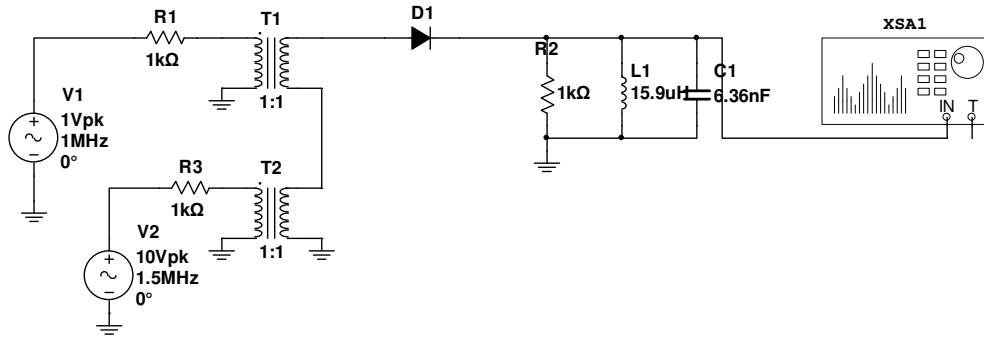 R1
1kΩ
T1
1:1
D1
XSA1
IN
T
R2
1kΩ
L1
15.9uH
C1
6.36nF
V1
1Vpk
1MHz
0°
R3
1kΩ
T2
1:1
V2
10Vpk
1.5MHz
0°